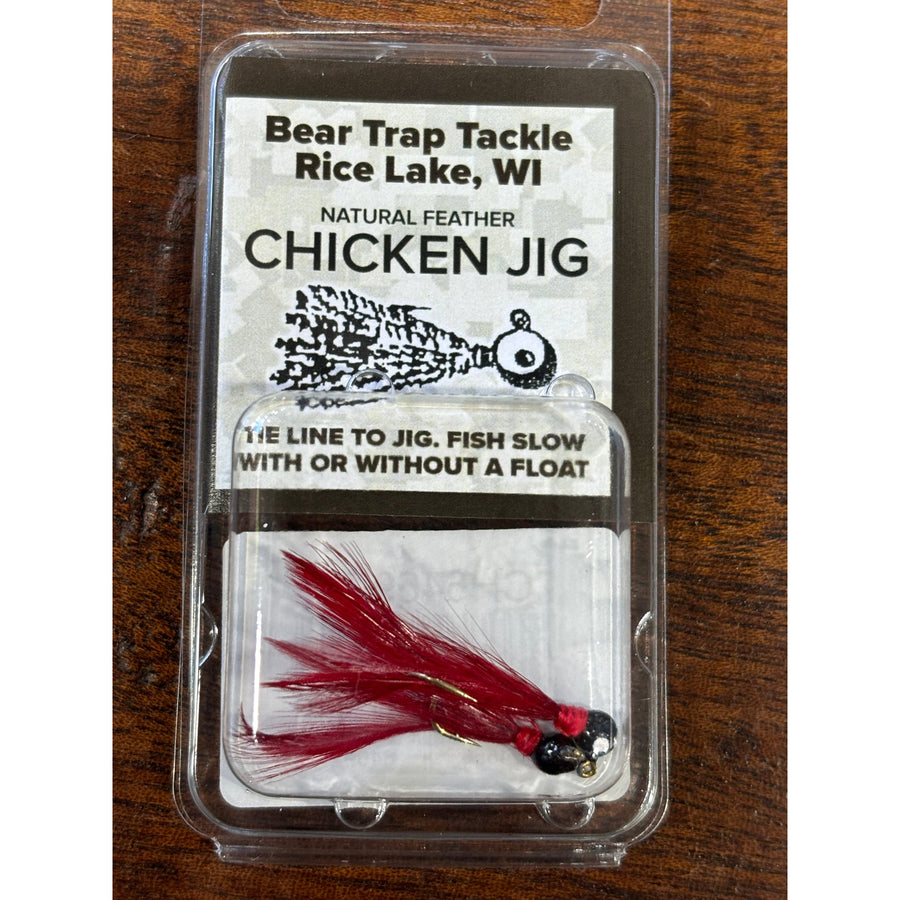 Bear Trap Tackle
Rice Lake, WI
NATURAL FEATHER
CHICKEN JIG
TIE LINE TO JIG. FISH SLOW
WITH OR WITHOUT A FLOAT